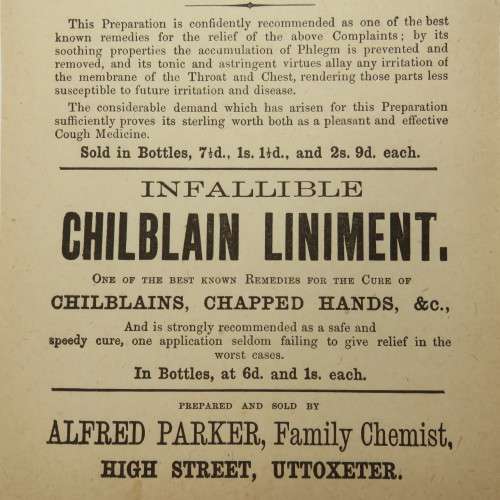 This Preparation is confidently recommended as one of the best
known remedies for the relief of the above Complaints; by its
soothing properties the accumulation of Phlegm is prevented and
removed, and its tonic and astringent virtues allay any irritation of
the membrane of the Throat and Chest, rendering those parts less
susceptible to future irritation and disease.
The considerable demand which has arisen for this Preparation
sufficiently proves its sterling worth both as a pleasant and effective
Cough Medicine.
Sold in Bottles, 7½d., 1s. 1½d., and 2s. 9d. each.
INFALLIBLE
CHILBLAIN LINIMENT.
ONE OF THE BEST KNOWN REMEDIES FOR THE CURE OF
CHILBLAINS, CHAPPED HANDS, &c.,
And is strongly recommended as a safe and
speedy cure, one application seldom failing to give relief in the
worst cases.
In Bottles, at 6d. and 1s. each.
PREPARED AND SOLD BY
ALFRED PARKER, Family Chemist,
HIGH STREET, UTTOXETER.